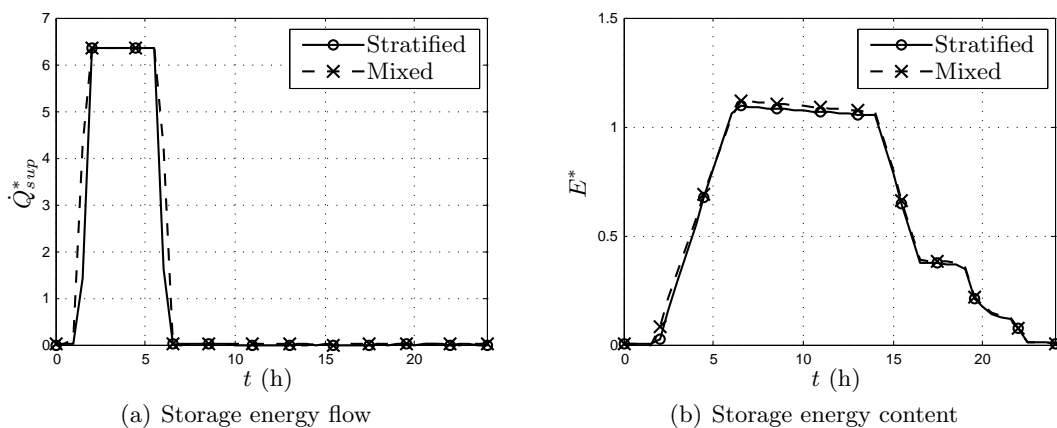 7
6
5
4
3
2
1
0
Q̇*sup
0 5 10 15 20
t (h)
Stratified
Mixed
(a) Storage energy flow
1.5
1
0.5
0
E*
0 5 10 15 20
t (h)
Stratified
Mixed
(b) Storage energy content